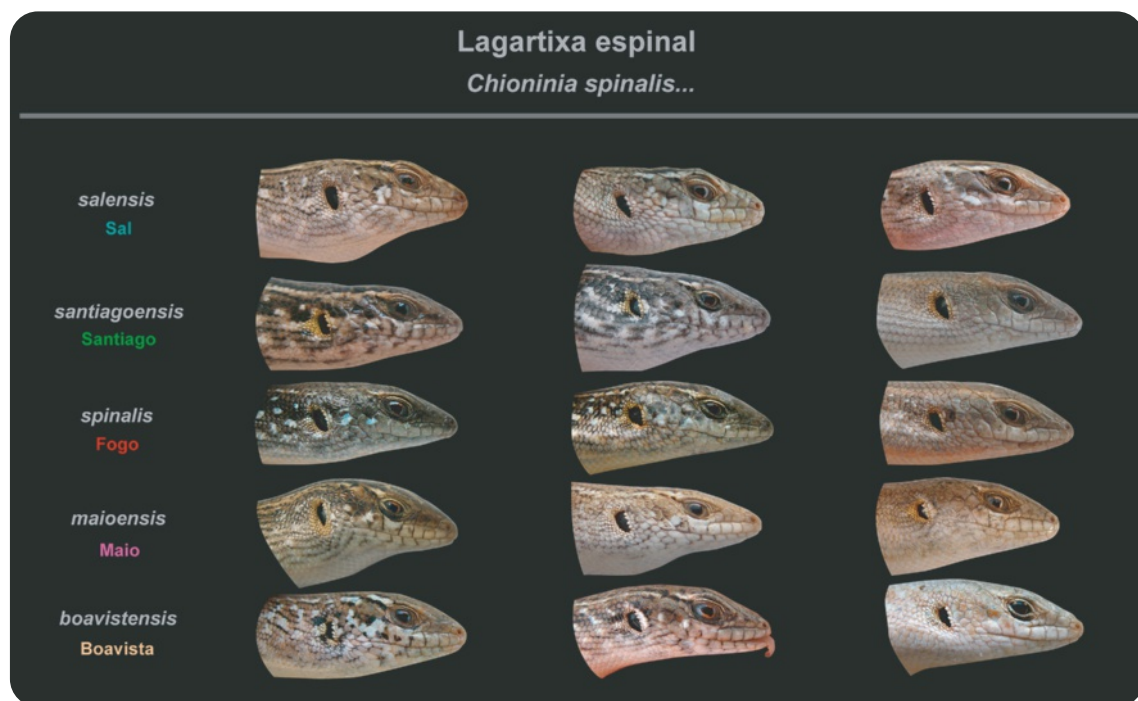 Lagartixa espinal
Chioninia spinalis...
salensis
Sal
santiagoensis
Santiago
spinalis
Fogo
maioensis
Maio
boavistensis
Boavista